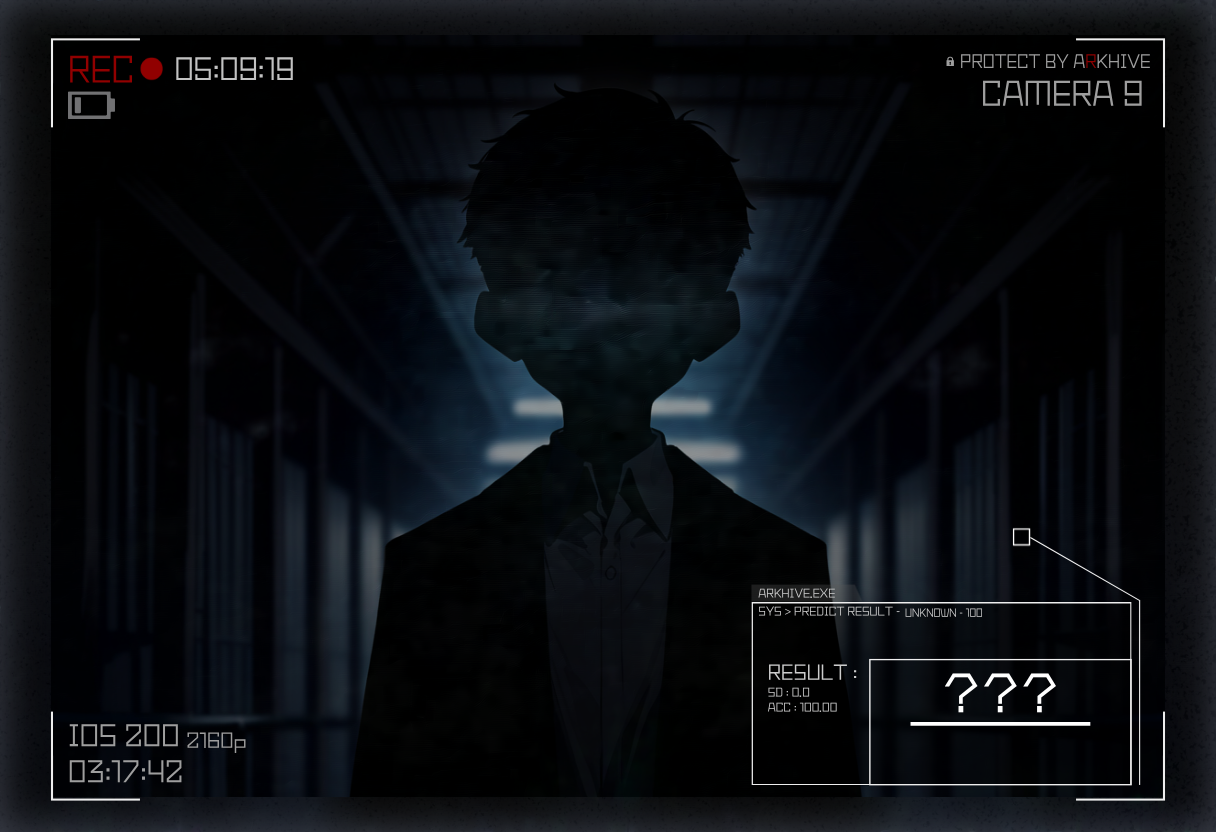 REC 05:09:19
PROTECT BY ARKHIVE
CAMERA 9
ARKHIVE.EXE
SYS > PREDICT RESULT - UNKNOWN - 100
RESULT :
SD : 0.0
ACC : 100.00
???
IOS 200 2160p
03:17:42